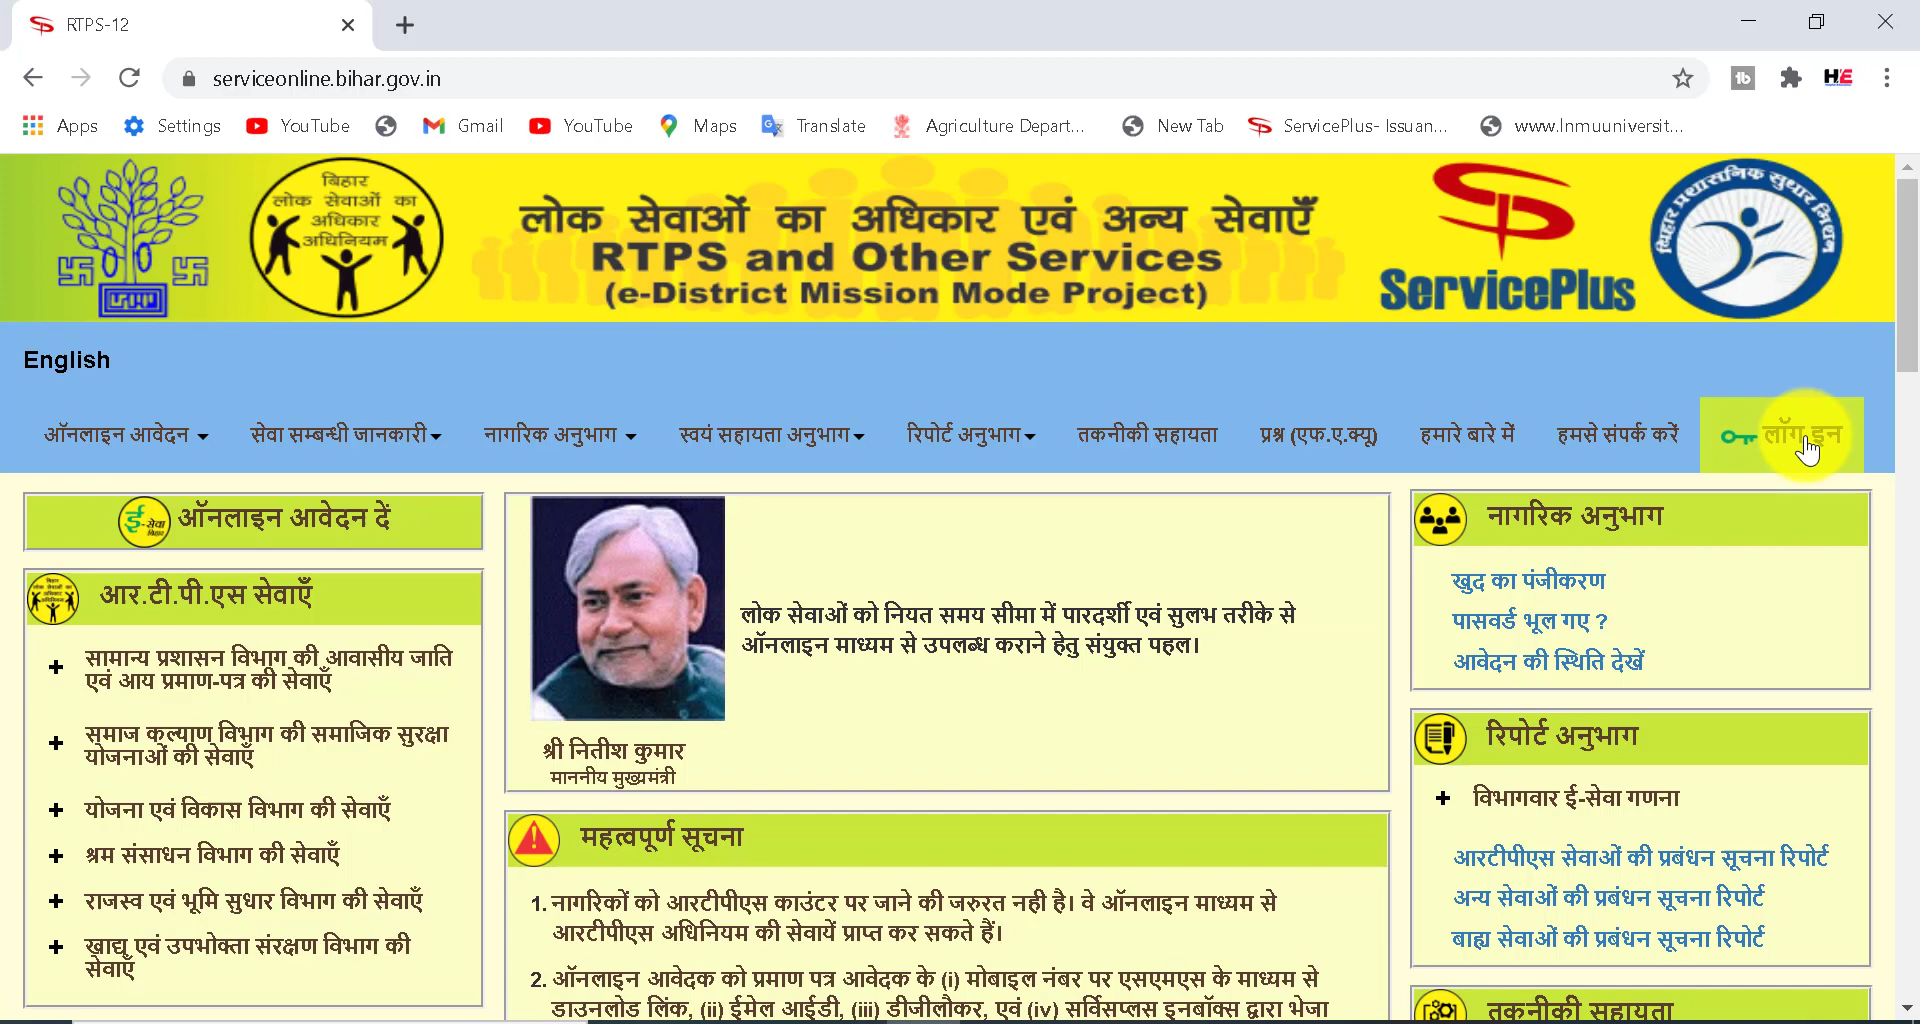 RTPS-12
serviceonline.bihar.gov.in
Apps Settings YouTube Gmail YouTube Maps Translate Agriculture Depart... New Tab ServicePlus- Issuan... www.lnmuuniversit...
बिहार
लोक सेवाओं का
अधिकार
अधिनियम
लोक सेवाओं का अधिकार एवं अन्य सेवाएँ
RTPS and Other Services
(e-District Mission Mode Project)
ServicePlus
बिहार प्रशासनिक सुधार मिशन
English
ऑनलाइन आवेदन सेवा सम्बन्धी जानकारी नागरिक अनुभाग स्वयं सहायता अनुभाग रिपोर्ट अनुभाग तकनीकी सहायता प्रश्न (एफ.ए.क्यू) हमारे बारे में हमसे संपर्क करें लॉग इन
ई-सेवा बिहार ऑनलाइन आवेदन दें
आर.टी.पी.एस सेवाएँ
+ सामान्य प्रशासन विभाग की आवासीय जाति
एवं आय प्रमाण-पत्र की सेवाएँ
+ समाज कल्याण विभाग की समाजिक सुरक्षा
योजनाओं की सेवाएँ
+ योजना एवं विकास विभाग की सेवाएँ
+ श्रम संसाधन विभाग की सेवाएँ
+ राजस्व एवं भूमि सुधार विभाग की सेवाएँ
+ खाद्य एवं उपभोक्ता संरक्षण विभाग की
सेवाएँ
लोक सेवाओं को नियत समय सीमा में पारदर्शी एवं सुलभ तरीके से
ऑनलाइन माध्यम से उपलब्ध कराने हेतु संयुक्त पहल।
श्री नितीश कुमार
माननीय मुख्यमंत्री
महत्वपूर्ण सूचना
1. नागरिकों को आरटीपीएस काउंटर पर जाने की जरुरत नही है। वे ऑनलाइन माध्यम से
आरटीपीएस अधिनियम की सेवायें प्राप्त कर सकते हैं।
2. ऑनलाइन आवेदक को प्रमाण पत्र आवेदक के (i) मोबाइल नंबर पर एसएमएस के माध्यम से
डाउनलोड लिंक, (ii) ईमेल आईडी, (iii) डीजीलौकर, एवं (iv) सर्विसप्लस इनबॉक्स द्वारा भेजा
नागरिक अनुभाग
खुद का पंजीकरण
पासवर्ड भूल गए ?
आवेदन की स्थिति देखें
रिपोर्ट अनुभाग
+ विभागवार ई-सेवा गणना
आरटीपीएस सेवाओं की प्रबंधन सूचना रिपोर्ट
अन्य सेवाओं की प्रबंधन सूचना रिपोर्ट
बाह्य सेवाओं की प्रबंधन सूचना रिपोर्ट
तकनीकी सहायता